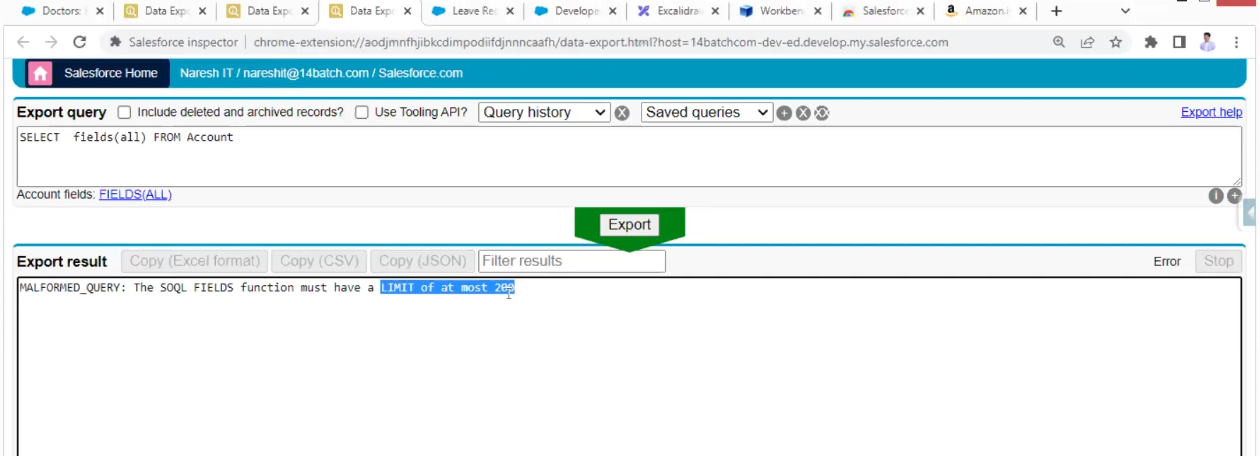 Doctors: Data Expo Data Expo Data Expo Leave Rec Develope Excalidra Workben Salesforce Amazon.i
Salesforce inspector chrome-extension://aodjmnfhjibkcdimpodiifdjnnncaafh/data-export.html?host=14batchcom-dev-ed.develop.my.salesforce.com
Salesforce Home Naresh IT / nareshit@14batch.com / Salesforce.com
Export query Include deleted and archived records? Use Tooling API? Query history Saved queries Export help
SELECT fields(all) FROM Account
Account fields: FIELDS(ALL)
Export
Export result Copy (Excel format) Copy (CSV) Copy (JSON) Filter results Error Stop
MALFORMED_QUERY: The SOQL FIELDS function must have a LIMIT of at most 200